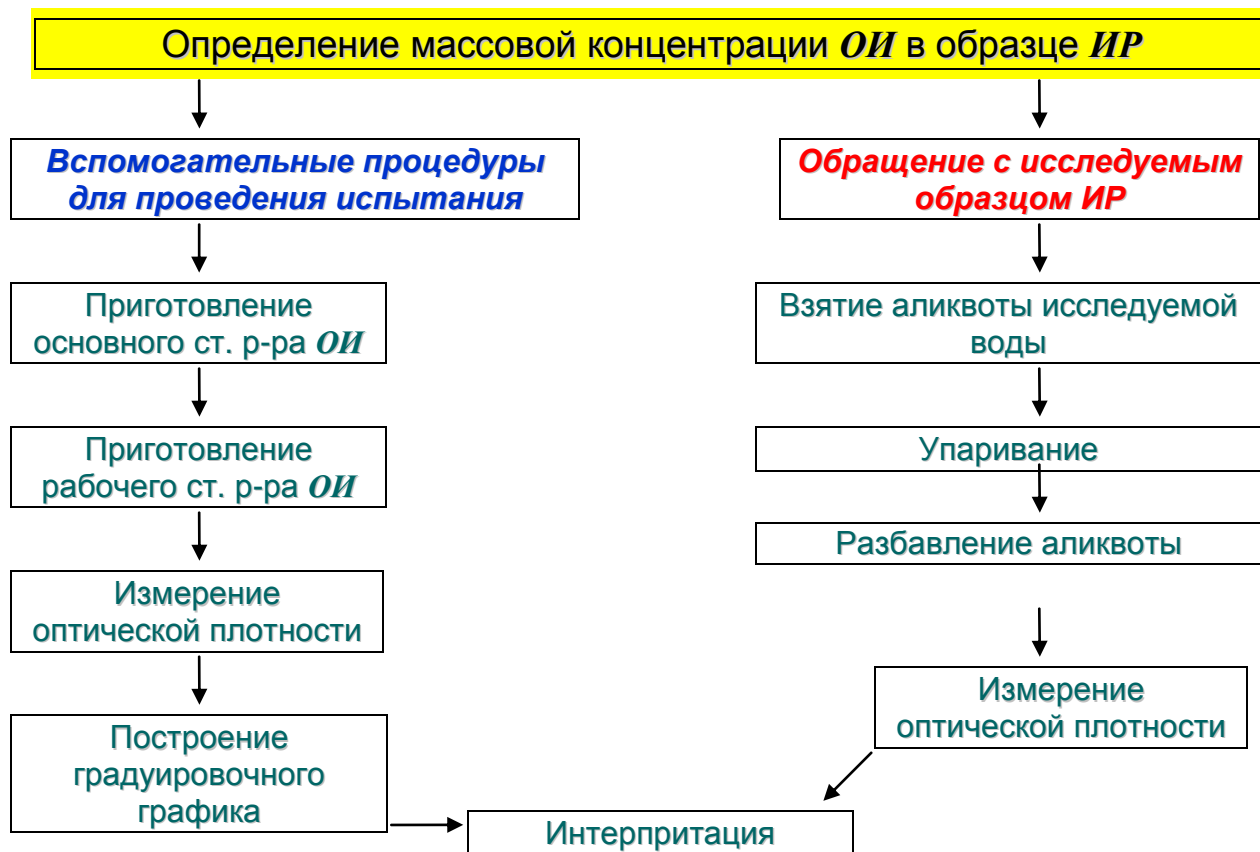 Определение массовой концентрации ОИ в образце ИР
Вспомогательные процедуры
для проведения испытания
Приготовление
основного ст. р-ра ОИ
Приготовление
рабочего ст. р-ра ОИ
Измерение
оптической плотности
Построение
градуировочного
графика
Обращение с исследуемым
образцом ИР
Взятие аликвоты исследуемой
воды
Упаривание
Разбавление аликвоты
Измерение
оптической плотности
Интерпритация